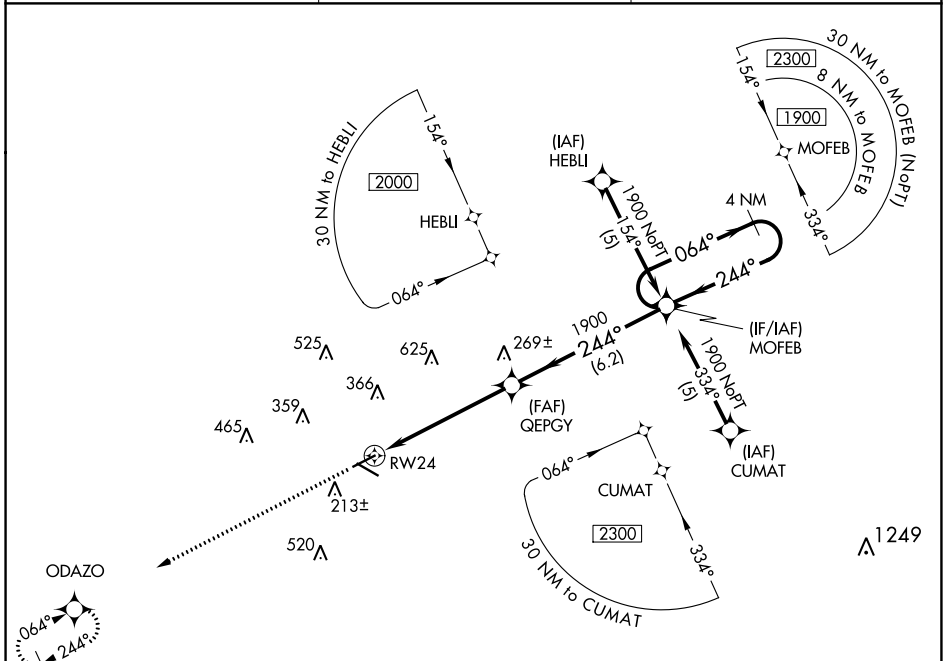 30 NM to MOFEB (NoPT)
2300
8 NM to MOFEB
154°
1900
MOFEB
334°
30 NM to HEBLI
154°
2000
HEBLI
064°
(IAF)
HEBLI
1900 NoPT
154°
(5)
4 NM
064°
244°
(IF/IAF)
MOFEB
1900
244°
(6.2)
1900 NoPT
334°
(5)
(IAF)
CUMAT
525
625
269±
366
359
465
(FAF)
QEPGY
RW24
213±
520
064°
CUMAT
2300
334°
30 NM to CUMAT
1249
ODAZO
064°
244°